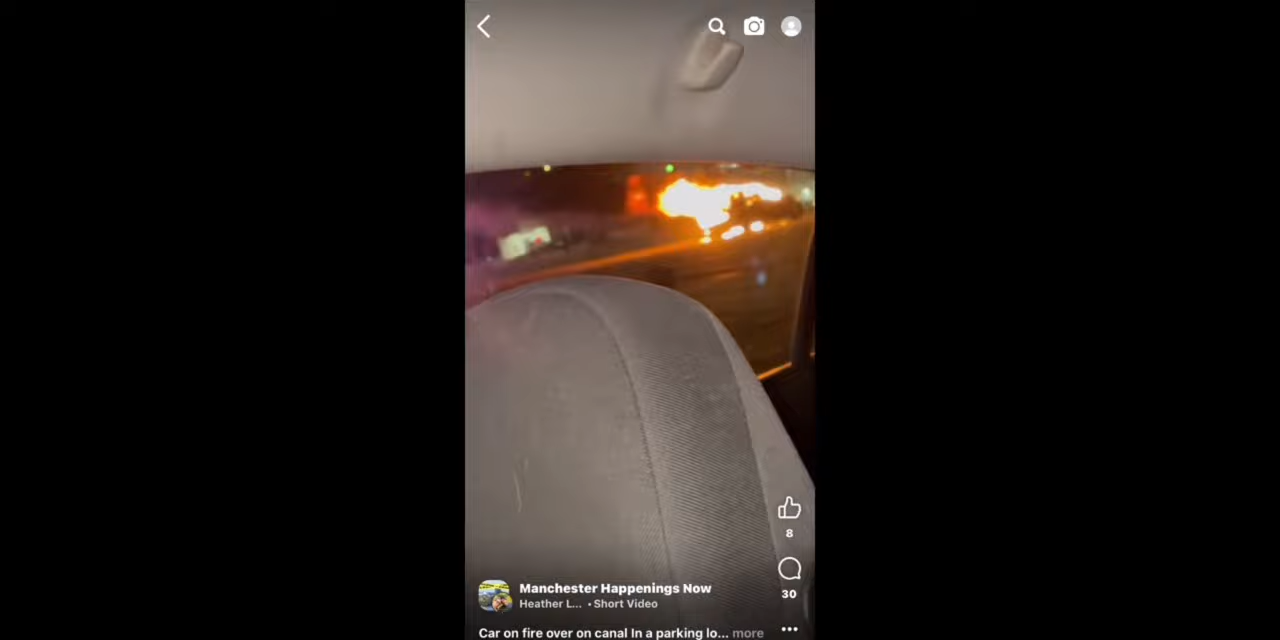 8
30
Manchester Happenings Now
Heather L... • Short Video
Car on fire over on canal In a parking lo... more